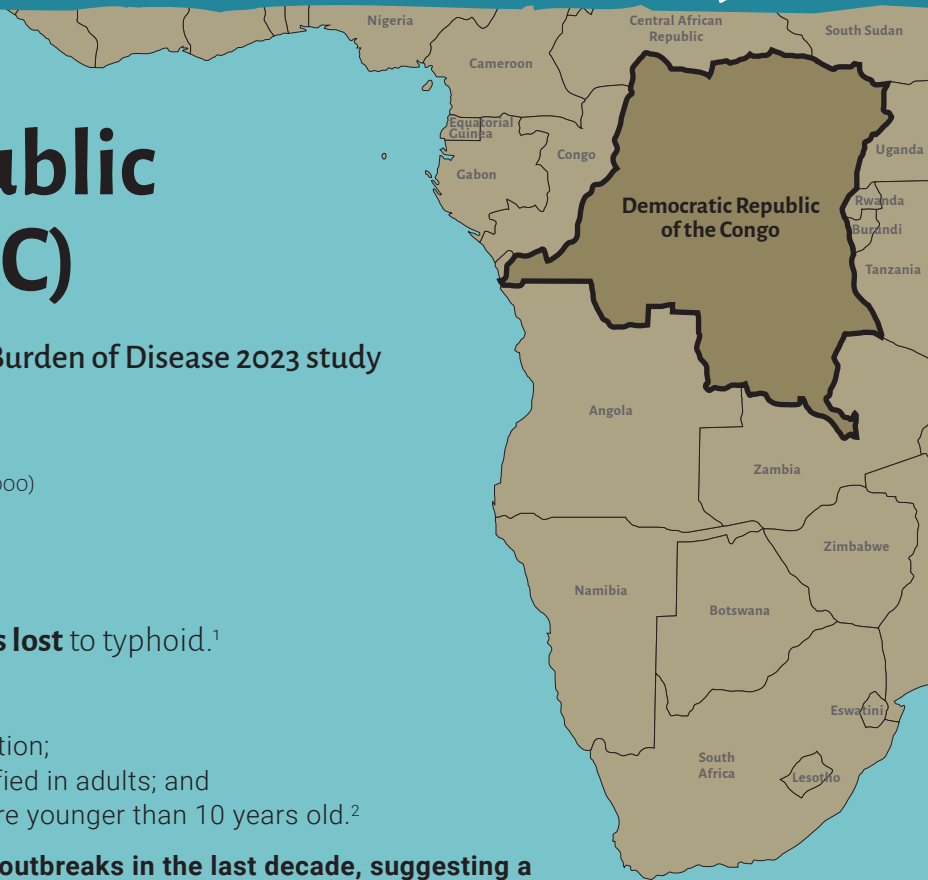 Nigeria
Central African
Republic
South Sudan
Cameroon
Equatorial
Guinea
Congo
Uganda
Gabon
ublic
Rwanda
Democratic Republic
of the Congo
Burundi
C)
Tanzania
Burden of Disease 2023 study
Angola
Zambia
000)
Zimbabwe
Namibia
Botswana
s lost to typhoid.¹
Eswatini
tion;
South
Africa
Lesotho
fied in adults; and
re younger than 10 years old.²
outbreaks in the last decade, suggesting a